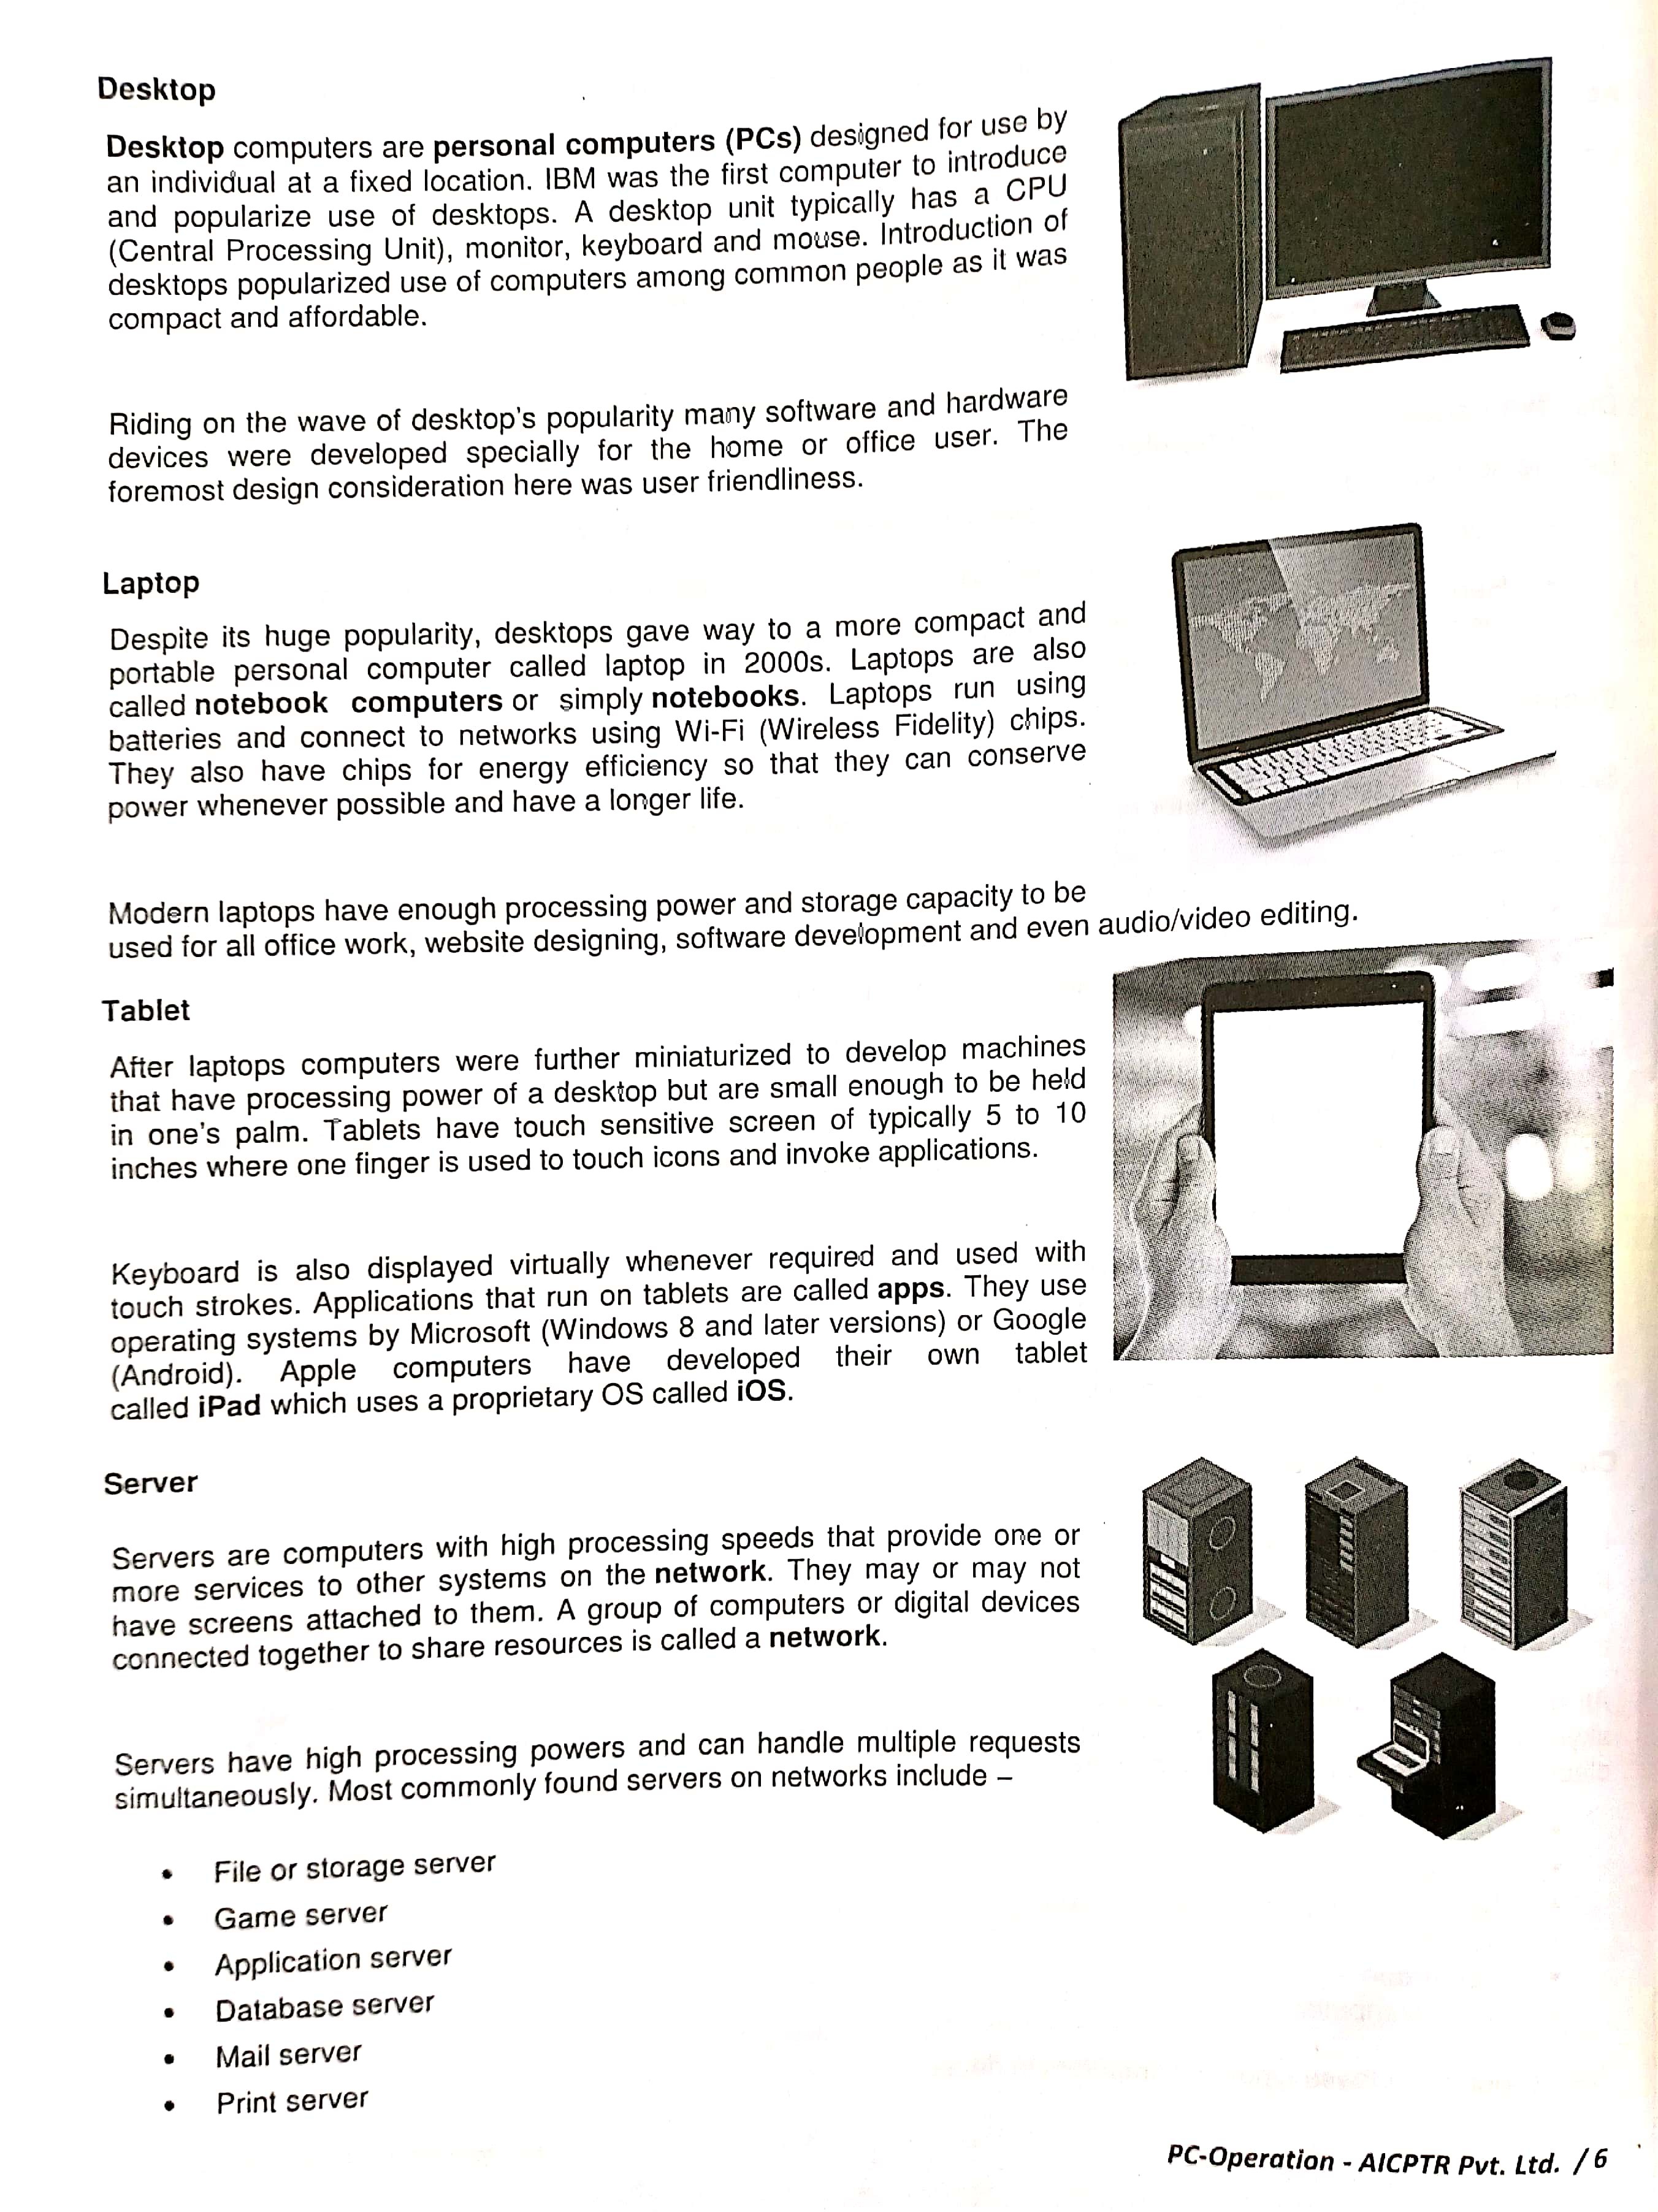 Desktop
Desktop computers are personal computers (PCs) designed for use by
an individual at a fixed location. IBM was the first computer to introduce
and popularize use of desktops. A desktop unit typically has a CPU
(Central Processing Unit), monitor, keyboard and mouse. Introduction of
desktops popularized use of computers among common people as it was
compact and affordable.
Riding on the wave of desktop's popularity many software and hardware
devices were developed specially for the home or office user. The
foremost design consideration here was user friendliness.
Laptop
Despite its huge popularity, desktops gave way to a more compact and
portable personal computer called laptop in 2000s. Laptops are also
called notebook computers or simply notebooks. Laptops run using
batteries and connect to networks using Wi-Fi (Wireless Fidelity) chips.
They also have chips for energy efficiency so that they can conserve
power whenever possible and have a longer life.
Modern laptops have enough processing power and storage capacity to be
used for all office work, website designing, software development and even audio/video editing.
Tablet
After laptops computers were further miniaturized to develop machines
that have processing power of a desktop but are small enough to be held
in one's palm. Tablets have touch sensitive screen of typically 5 to 10
inches where one finger is used to touch icons and invoke applications.
Keyboard is also displayed virtually whenever required and used with
touch strokes. Applications that run on tablets are called apps. They use
operating systems by Microsoft (Windows 8 and later versions) or Google
(Android). Apple computers have developed their own tablet
called iPad which uses a proprietary OS called iOS.
Server
Servers are computers with high processing speeds that provide one or
more services to other systems on the network. They may or may not
have screens attached to them. A group of computers or digital devices
connected together to share resources is called a network.
Servers have high processing powers and can handle multiple requests
simultaneously. Most commonly found servers on networks include –
• File or storage server
• Game server
• Application server
• Database server
• Mail server
• Print server
PC-Operation - AICPTR Pvt. Ltd. / 6